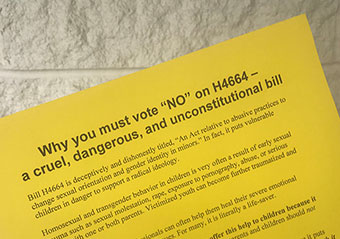 Why you must vote “NO” on H4664 –
a cruel, dangerous, and unconstitutional bill
Bill H4664 is deceptively and dishonestly titled, "An Act relative to abusive practices to
change sexual orientation and gender identity in minors." In fact, it puts vulnerable
children in danger to support a radical ideology.
Homosexual and transgender behavior in children is very often a result of early sexual
trauma such as sexual molestation, rape, exposure to pornography, abuse, or serious
with one or both parents. Victimized youth can become further traumatized and
can often help them heal their severe emotional
For many, it is literally a life-saver.
offer this help to children because it
parents and children should not